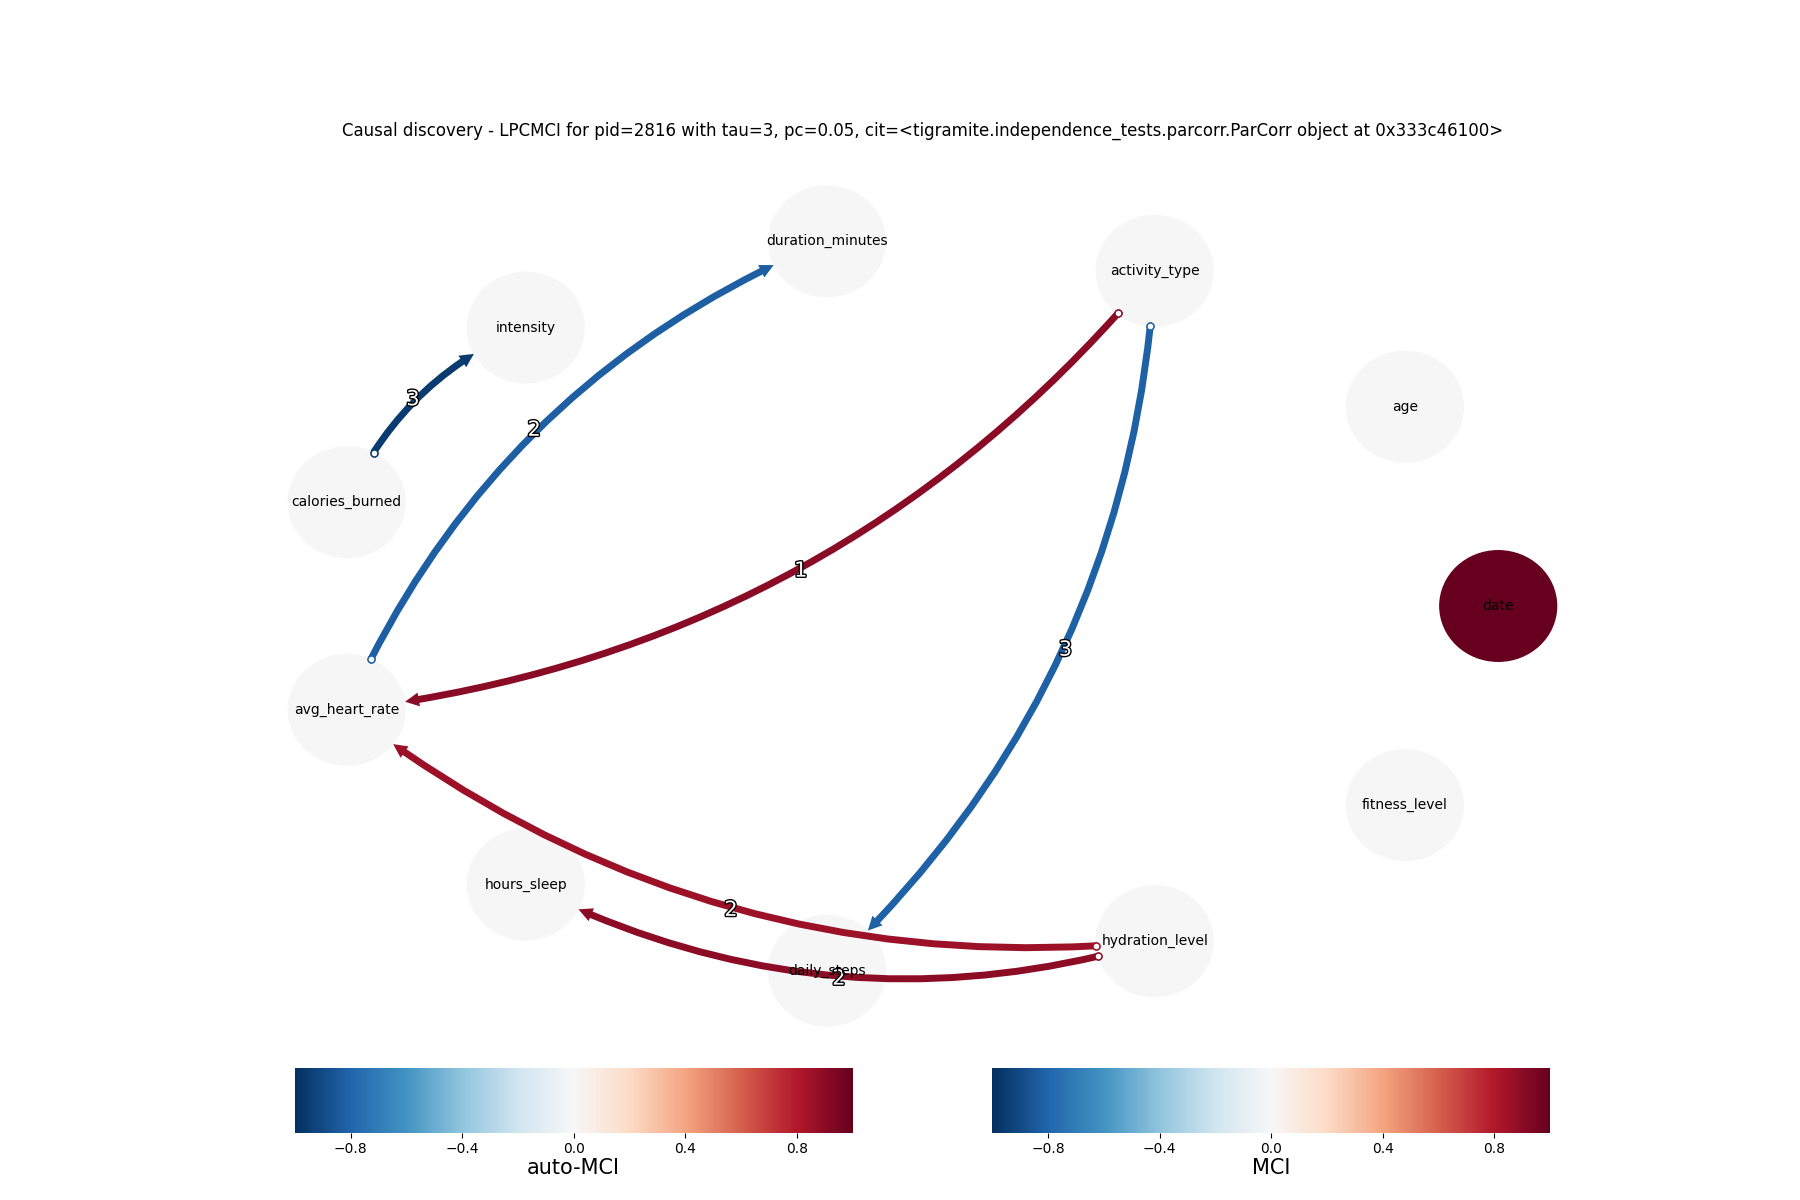 Causal discovery - LPCMCI for pid=2816 with tau=3, pc=0.05, cit=<tigramite.independence_tests.parcorr.ParCorr object at 0x333c46100>
duration_minutes
activity_type
intensity
3
age
2
calories_burned
1
date
3
avg_heart_rate
fitness_level
hours_sleep
2
hydration_level
daily_steps
2
−0.8 −0.4 0.0 0.4 0.8
auto-MCI
−0.8 −0.4 0.0 0.4 0.8
MCI